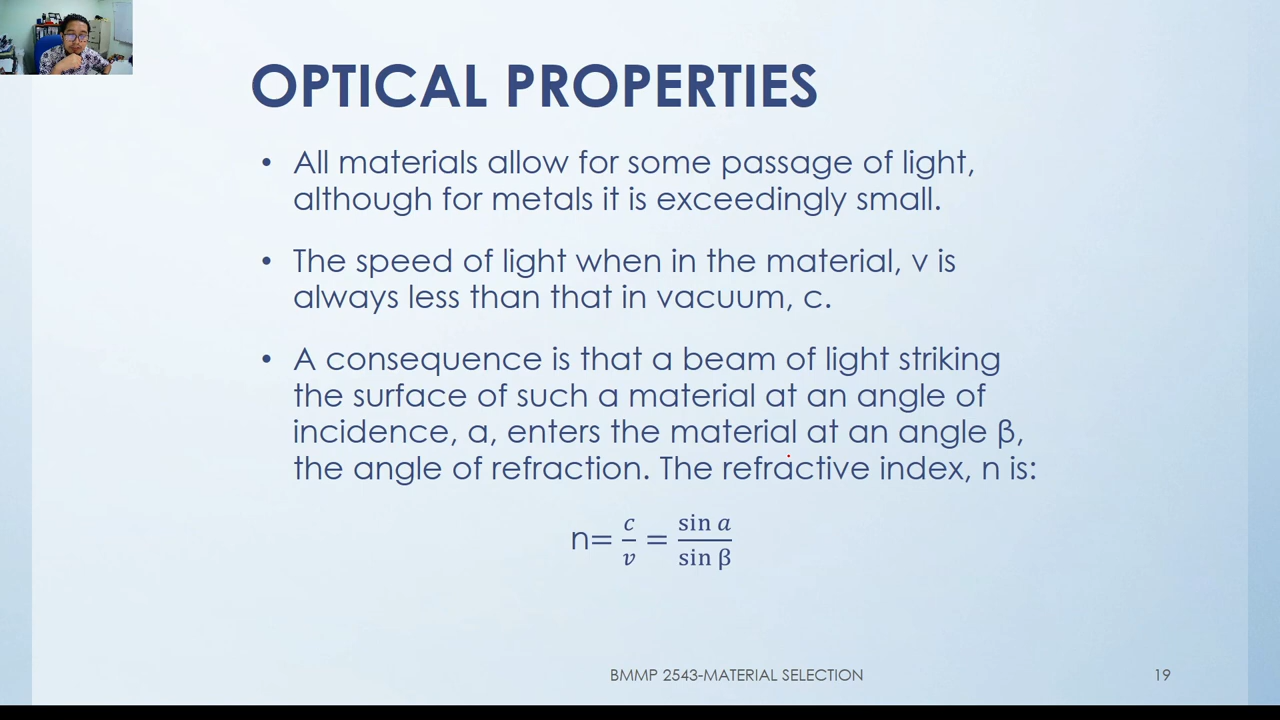 OPTICAL PROPERTIES
• All materials allow for some passage of light,
although for metals it is exceedingly small.
• The speed of light when in the material, v is
always less than that in vacuum, c.
• A consequence is that a beam of light striking
the surface of such a material at an angle of
incidence, a, enters the material at an angle β,
the angle of refraction. The refractive index, n is:
n= c/v = sin a/sin β
BMMP 2543-MATERIAL SELECTION 19